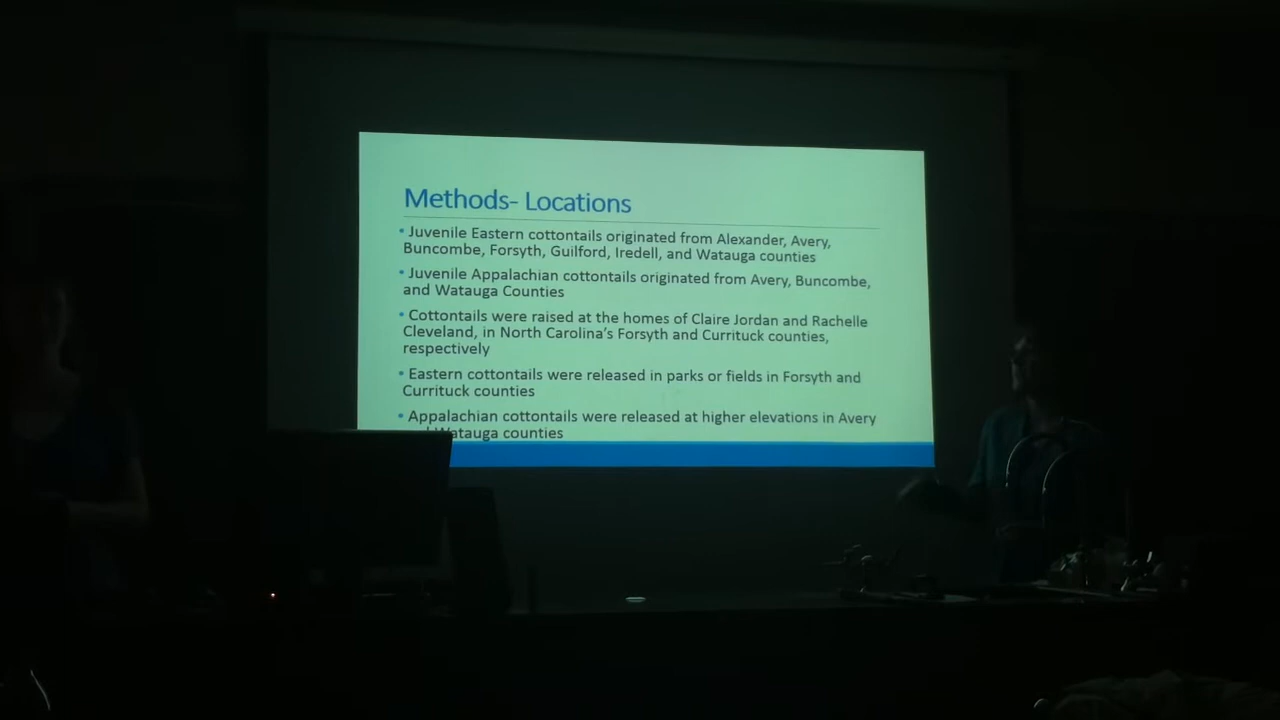 Methods- Locations
• Juvenile Eastern cottontails originated from Alexander, Avery,
Buncombe, Forsyth, Guilford, Iredell, and Watauga counties
• Juvenile Appalachian cottontails originated from Avery, Buncombe,
and Watauga Counties
• Cottontails were raised at the homes of Claire Jordan and Rachelle
Cleveland, in North Carolina's Forsyth and Currituck counties,
respectively
• Eastern cottontails were released in parks or fields in Forsyth and
Currituck counties
• Appalachian cottontails were released at higher elevations in Avery
and Watauga counties